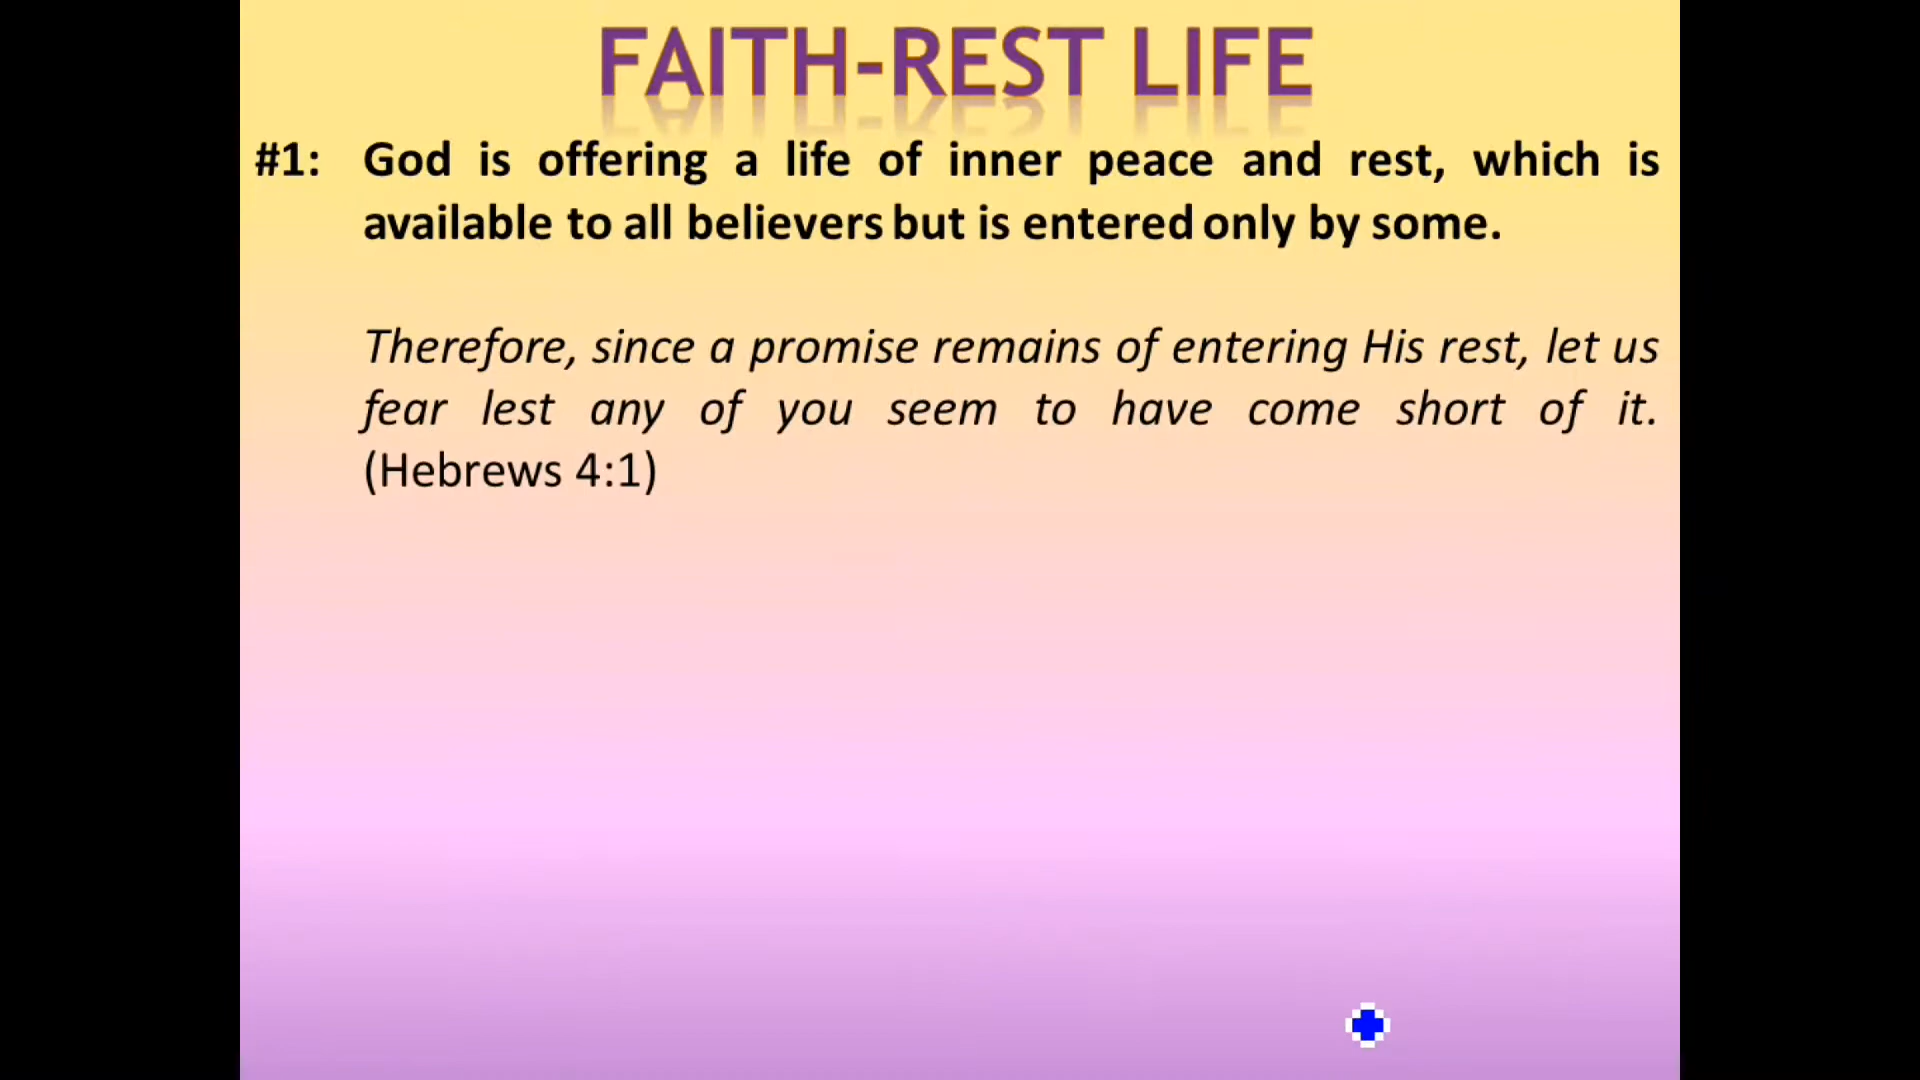 FAITH-REST LIFE
#1: God is offering a life of inner peace and rest, which is
available to all believers but is entered only by some.
Therefore, since a promise remains of entering His rest, let us
fear lest any of you seem to have come short of it.
(Hebrews 4:1)